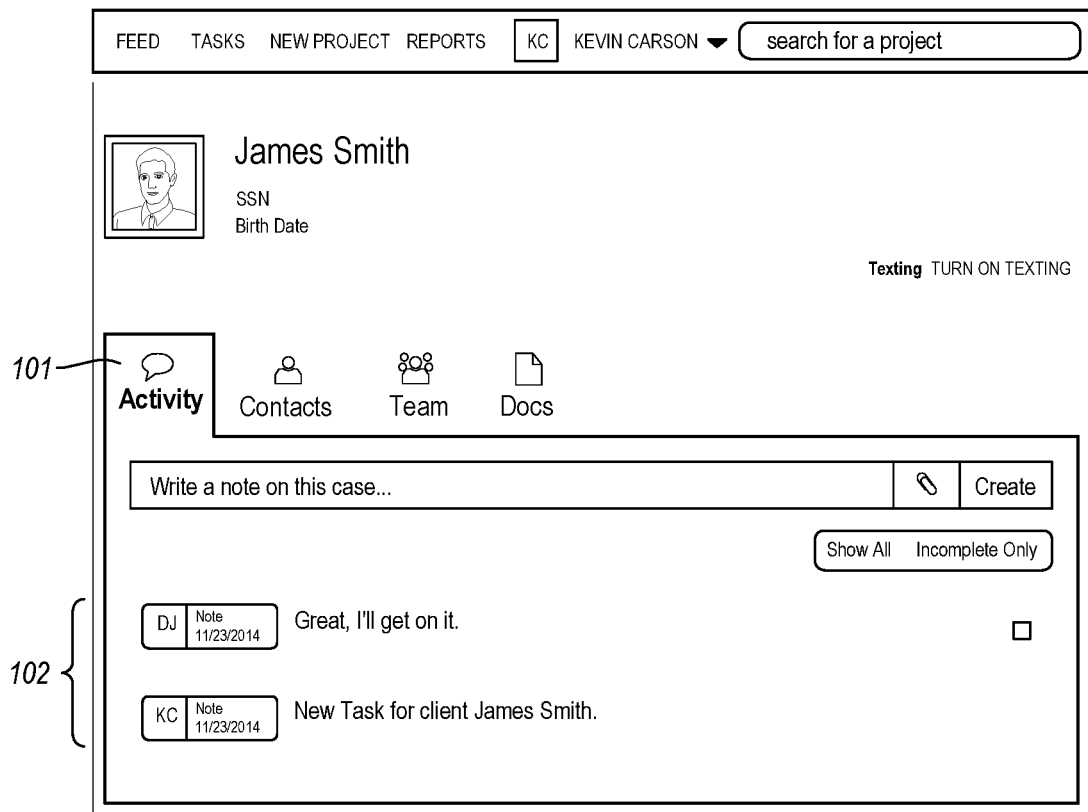 FEED TASKS NEW PROJECT REPORTS KC KEVIN CARSON search for a project
James Smith
SSN
Birth Date
Texting TURN ON TEXTING
101
Activity Contacts Team Docs
Write a note on this case... Create
Show All Incomplete Only
DJ Note Great, I'll get on it.
11/23/2014
102
KC Note New Task for client James Smith.
11/23/2014